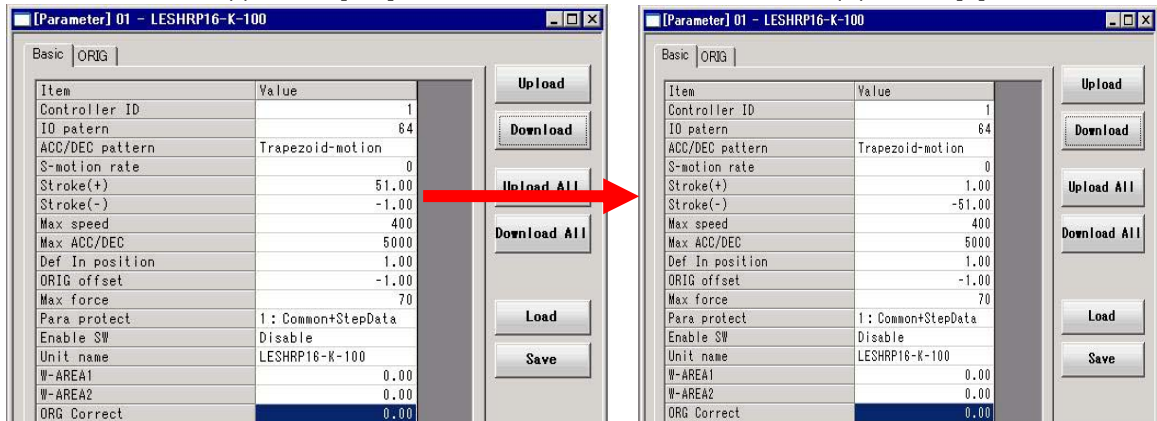 [Parameter] 01 - LESHRP16-K-100
Basic ORIG
Item Value
Controller ID 1
IO patern 64
ACC/DEC pattern Trapezoid-motion
S-motion rate 0
Stroke(+) 51.00
Stroke(-) -1.00
Max speed 400
Max ACC/DEC 5000
Def In position 1.00
ORIG offset -1.00
Max force 70
Para protect 1: Common+StepData
Enable SW Disable
Unit name LESHRP16-K-100
W-AREA1 0.00
W-AREA2 0.00
ORG Correct 0.00
Upload
Download
Upload All
Download All
Load
Save
[Parameter] 01 - LESHRP16-K-100
Basic ORIG
Item Value
Controller ID 1
IO patern 64
ACC/DEC pattern Trapezoid-motion
S-motion rate 0
Stroke(+) 1.00
Stroke(-) -51.00
Max speed 400
Max ACC/DEC 5000
Def In position 1.00
ORIG offset -1.00
Max force 70
Para protect 1: Common+StepData
Enable SW Disable
Unit name LESHRP16-K-100
W-AREA1 0.00
W-AREA2 0.00
ORG Correct 0.00
Upload
Download
Upload All
Download All
Load
Save